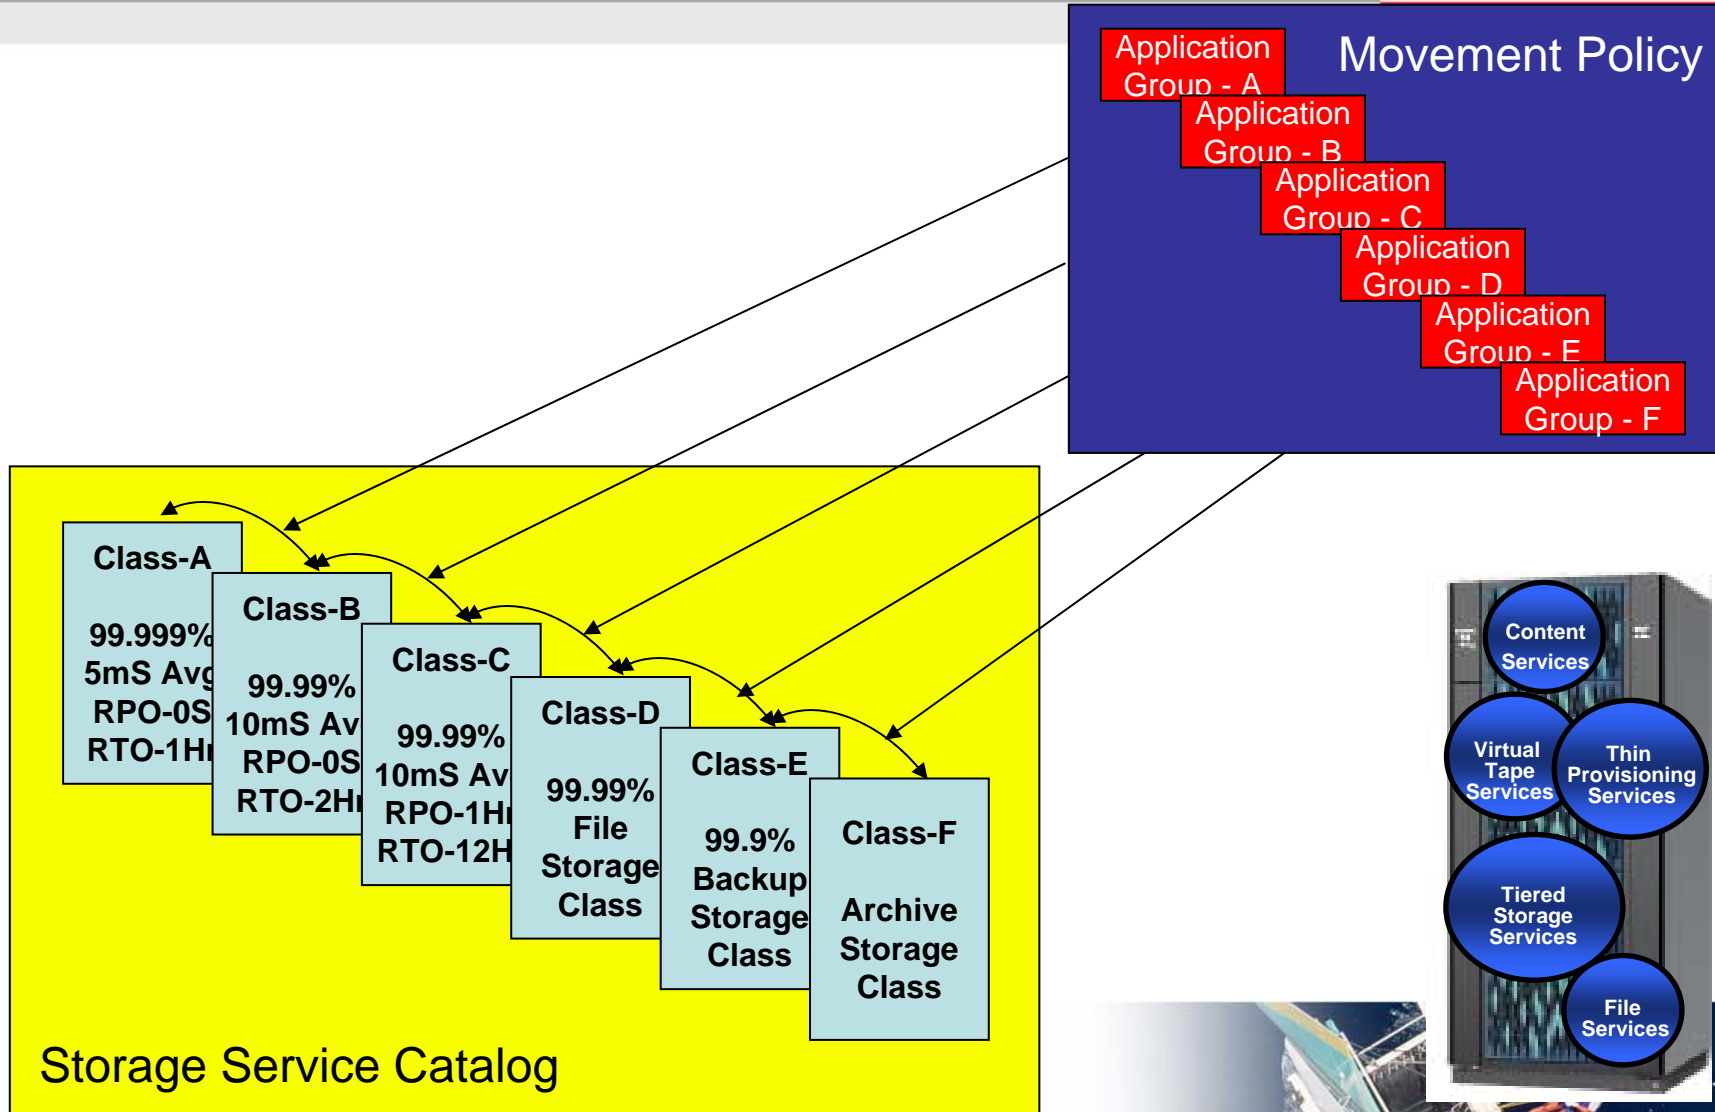 Movement Policy
Application
Group - A
Application
Group - B
Application
Group - C
Application
Group - D
Application
Group - E
Application
Group - F
Class-A
99.999%
5mS Avg
RPO-0S
RTO-1Hr
Class-B
99.99%
10mS Av
RPO-0S
RTO-2Hr
Class-C
99.99%
10mS Av
RPO-1Hr
RTO-12H
Class-D
99.99%
File
Storage
Class
Class-E
99.9%
Backup
Storage
Class
Class-F
Archive
Storage
Class
Storage Service Catalog
Content
Services
Virtual
Tape
Services
Thin
Provisioning
Services
Tiered
Storage
Services
File
Services